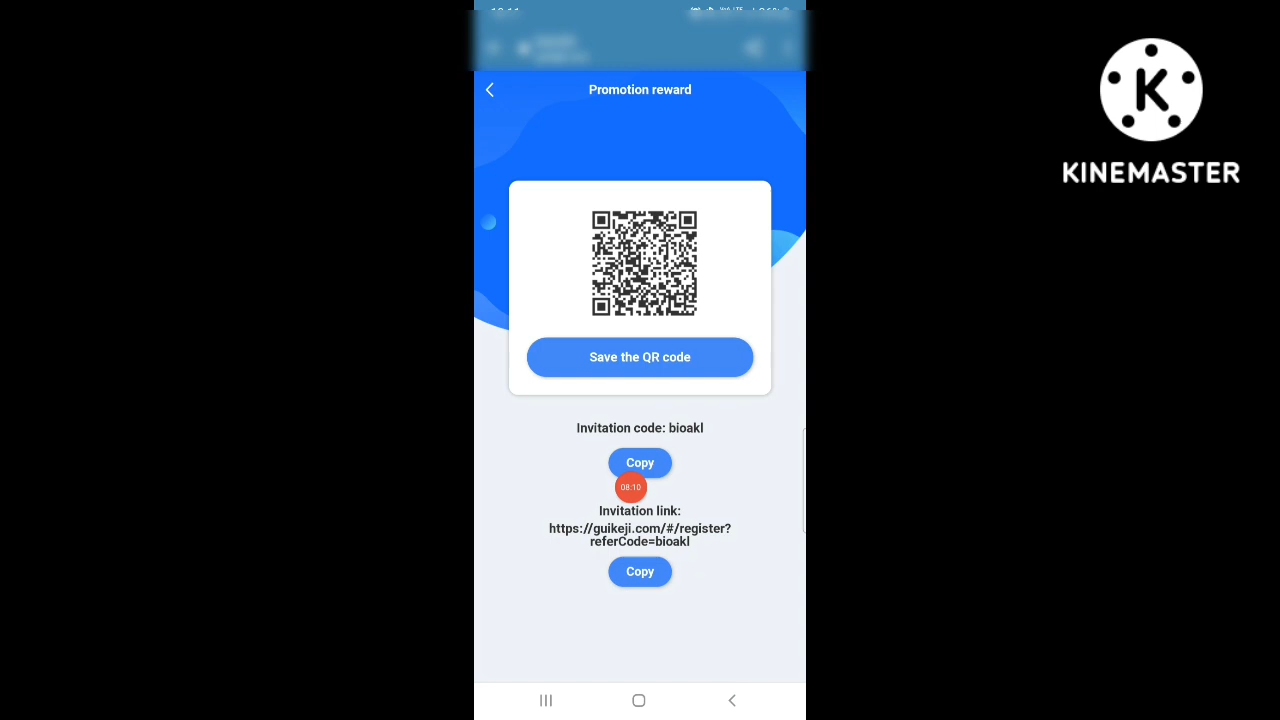 Promotion reward
KINEMASTER
Save the QR code
Invitation code: bioakl
Copy
08:10
Invitation link:
https://guikeji.com/#/register?
referCode=bioakl
Copy